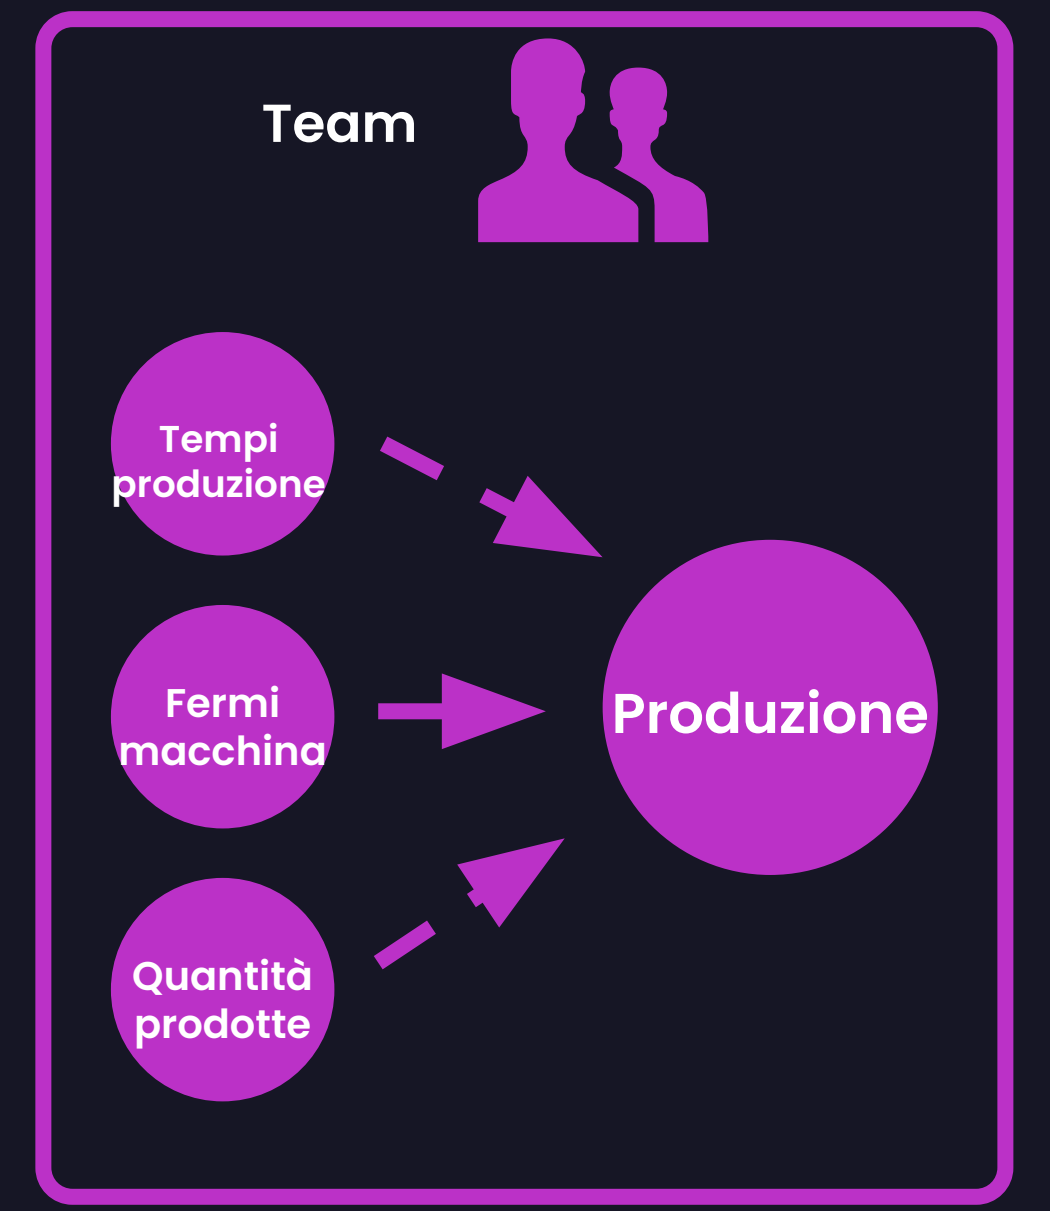 Team
Tempi
produzione
Fermi
macchina
Quantità
prodotte
Produzione